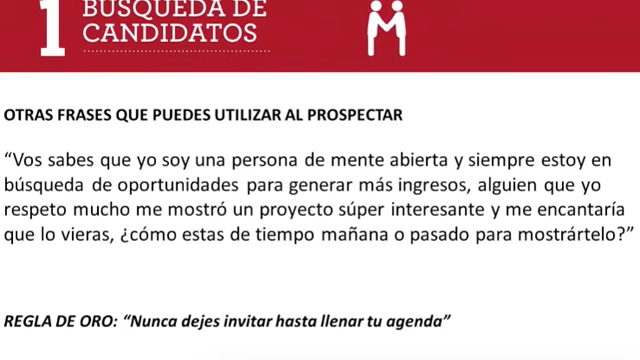 1
BÚSQUEDA DE
CANDIDATOS
OTRAS FRASES QUE PUEDES UTILIZAR AL PROSPECTAR
“Vos sabes que yo soy una persona de mente abierta y siempre estoy en
búsqueda de oportunidades para generar más ingresos, alguien que yo
respeto mucho me mostró un proyecto súper interesante y me encantaría
que lo vieras, ¿cómo estas de tiempo mañana o pasado para mostrártelo?”
REGLA DE ORO: “Nunca dejes invitar hasta llenar tu agenda”